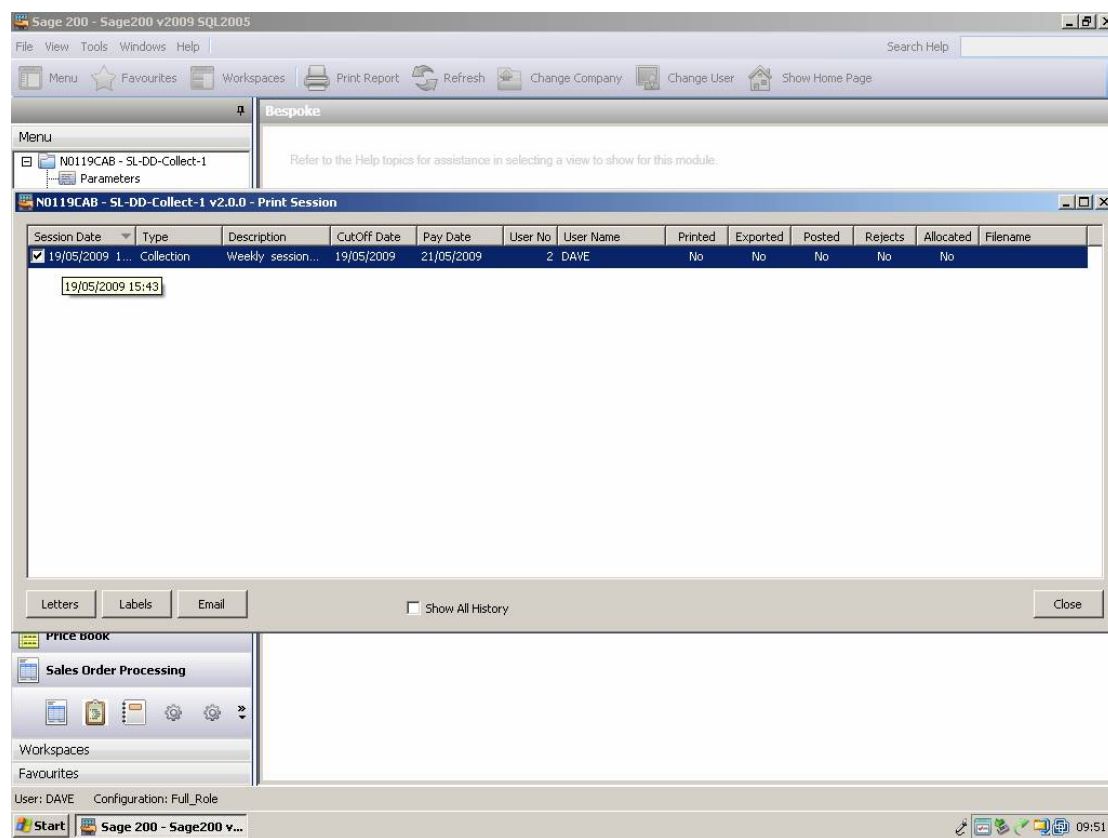 Sage 200 - Sage200 v2009 SQL2005
File View Tools Windows Help Search Help
Menu Favourites Workspaces Print Report Refresh Change Company Change User Show Home Page
Bespoke
Menu
N0119CAB - SL-DD-Collect-1
Parameters
Refer to the Help topics for assistance in selecting a view to show for this module.
N0119CAB - SL-DD-Collect-1 v2.0.0 - Print Session
Session Date Type Description CutOff Date Pay Date User No User Name Printed Exported Posted Rejects Allocated Filename
19/05/2009 1... Collection Weekly session... 19/05/2009 21/05/2009 2 DAVE No No No No No
19/05/2009 15:43
Letters Labels Email Show All History Close
Price Book
Sales Order Processing
Workspaces
Favourites
User: DAVE Configuration: Full_Role
Start Sage 200 - Sage200 v... 09:51